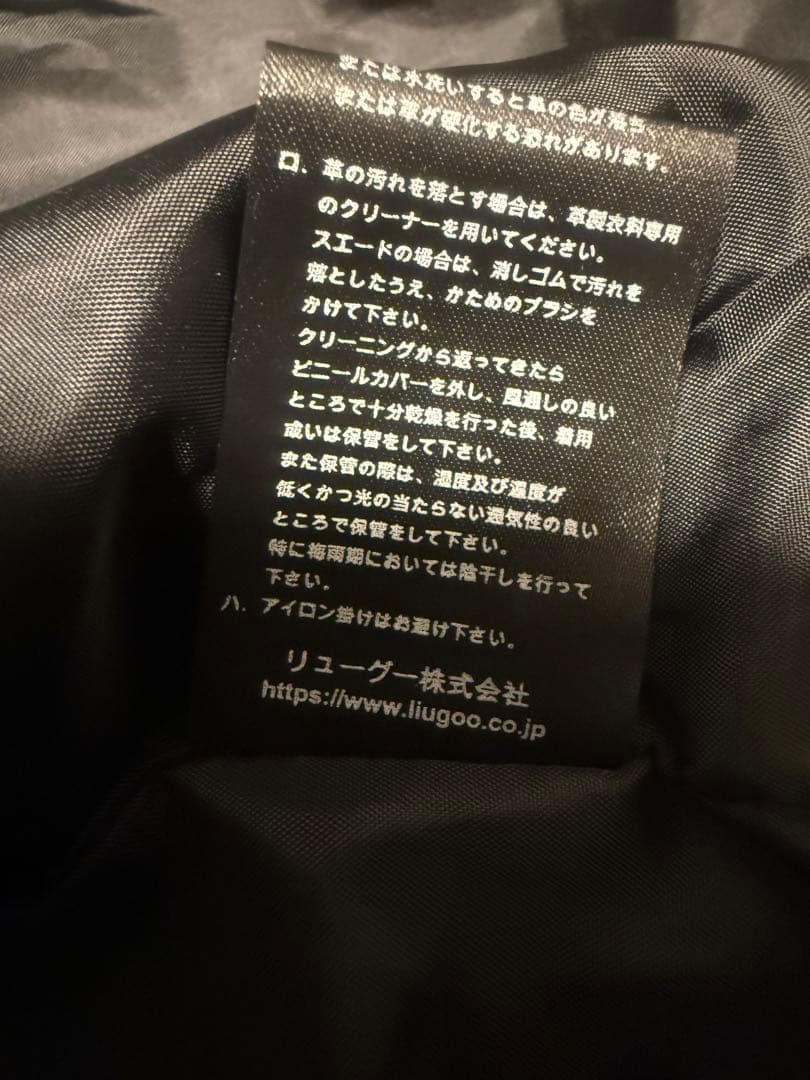 または水洗いすると革の色が落ち、
または革が硬化する恐れがあります。
ロ、革の汚れを落とす場合は、革製衣料専用
のクリーナーを用いてください。
スエードの場合は、消しゴムで汚れを
落としたうえ、かためのブラシを
かけて下さい。
クリーニングから返ってきたら
ビニールカバーを外し、風通しの良い
ところで十分乾燥を行った後、着用
或いは保管をして下さい。
また保管の際は、湿度及び温度が
低くかつ光の当たらない通気性の良い
ところで保管をして下さい。
特に梅雨期においては陰干しを行って
下さい。
ハ、アイロン掛けはお避け下さい。
リューグー株式会社
https://www.liugoo.co.jp